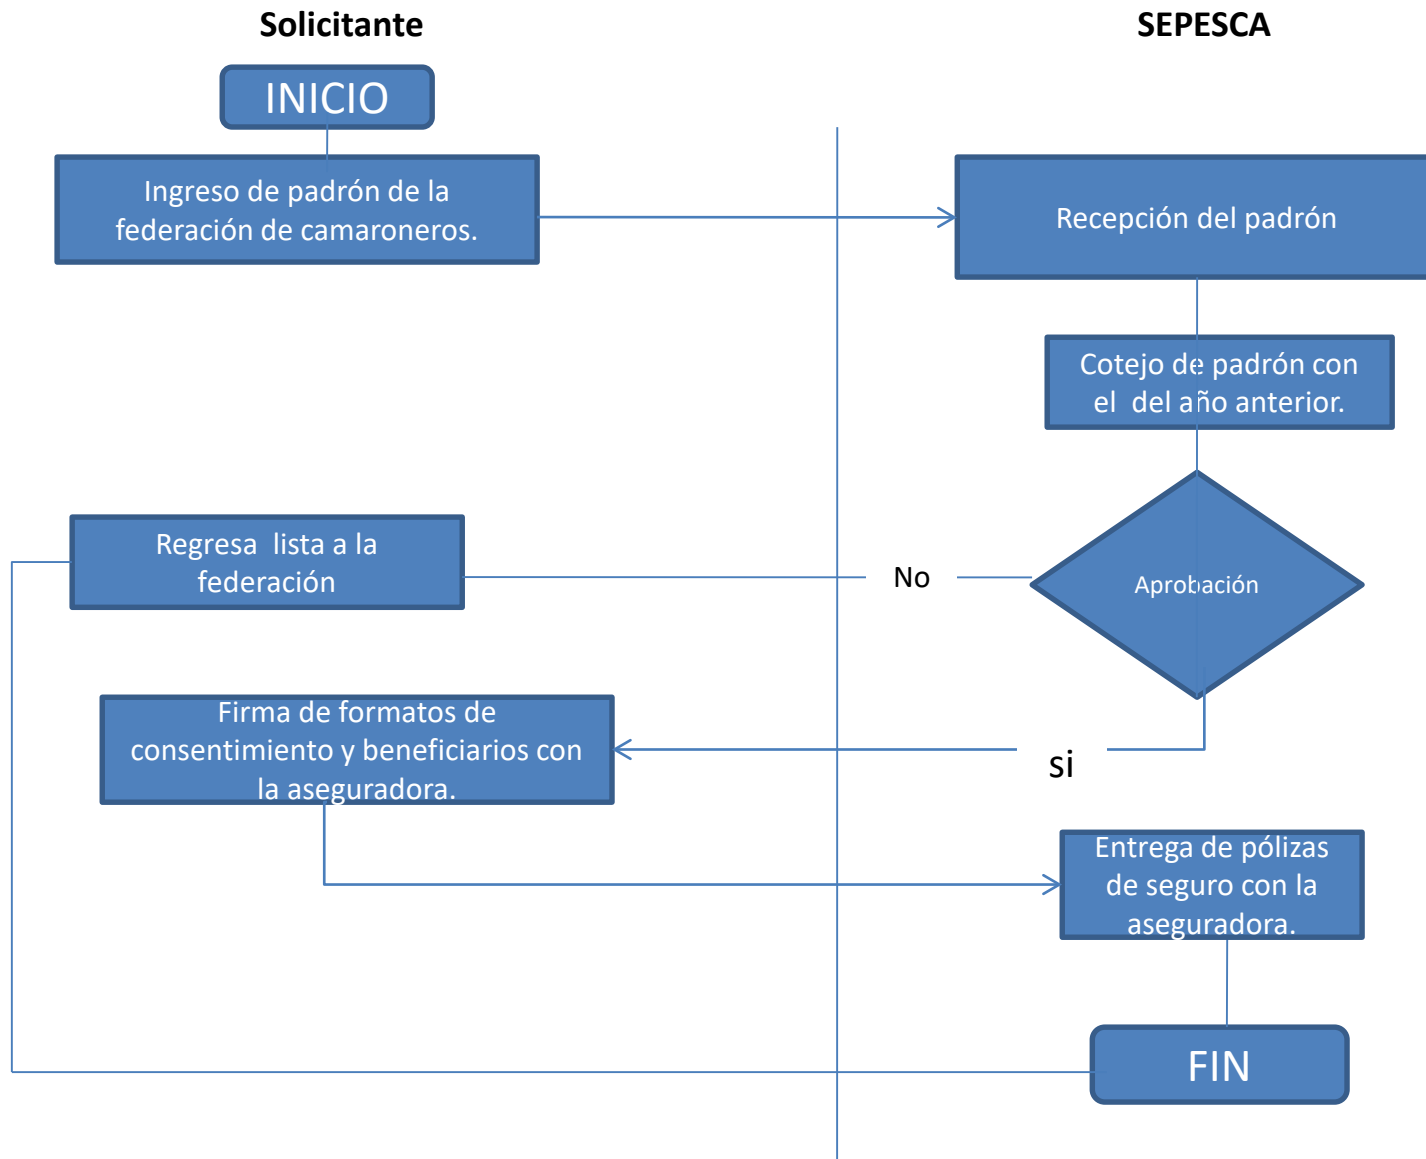 Solicitante
SEPESCA
INICIO
Ingreso de padrón de la
federación de camaroneros.
Recepción del padrón
Cotejo de padrón con
el  del año anterior.
Regresa  lista a la
federación
No
Aprobación
Firma de formatos de
consentimiento y beneficiarios con
la aseguradora.
si
Entrega de pólizas
de seguro con la
aseguradora.
FIN